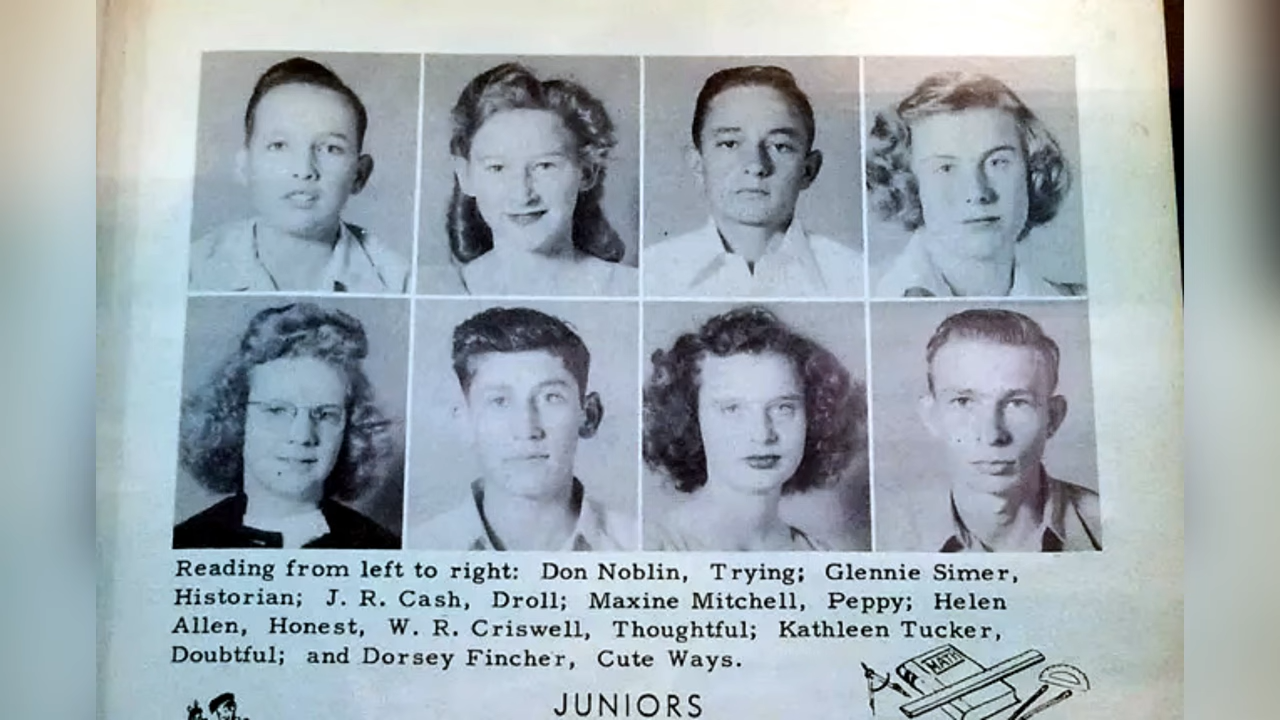 Reading from left to right: Don Noblin, Trying; Glennie Simer,
Historian; J. R. Cash, Droll; Maxine Mitchell, Peppy; Helen
Allen, Honest, W. R. Criswell, Thoughtful; Kathleen Tucker,
Doubtful; and Dorsey Fincher, Cute Ways.
MATH
JUNIORS